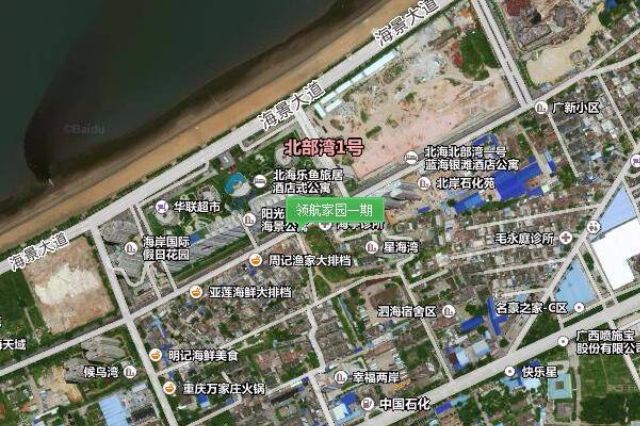 海景大道
广新小区
海景大道
©Baidu
北部湾1号
北海北部湾一号
蓝海银滩酒店公寓
北海乐鱼旅居
酒店式公寓
北岸石化苑
华联超市
领航家园一期
阳光
海景公
毛永庭诊所
海岸国际
假日花园
星海湾
海景大道
周记渔家大排档
亚莲海鲜大排档
泗海宿舍区
名豪之家-C区
广西喷施宝
股份有限公司
天域
明记海鲜美食
候鸟湾
幸福两岸
快乐星
重庆万家庄火锅
中国石化